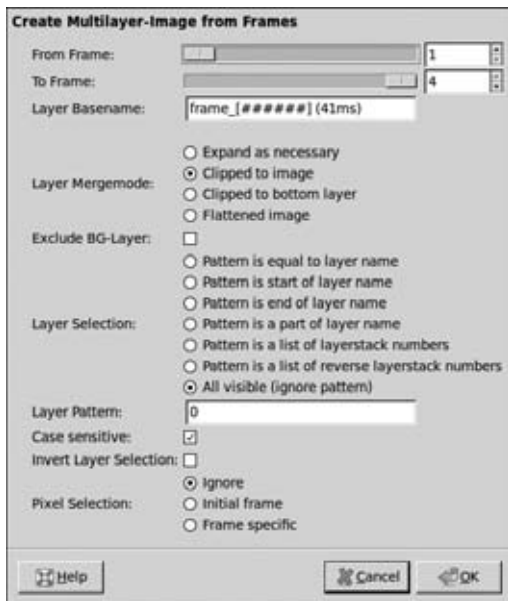 Create Multilayer-Image from Frames
From Frame: 1
To Frame: 4
Layer Basename: frame_[######] (41ms)
Expand as necessary
Layer Mergemode: Clipped to image
Clipped to bottom layer
Flattened image
Exclude BG-Layer:
Pattern is equal to layer name
Pattern is start of layer name
Pattern is end of layer name
Layer Selection: Pattern is a part of layer name
Pattern is a list of layerstack numbers
Pattern is a list of reverse layerstack numbers
All visible (ignore pattern)
Layer Pattern: 0
Case sensitive:
Invert Layer Selection:
Ignore
Pixel Selection: Initial frame
Frame specific
Help Cancel OK